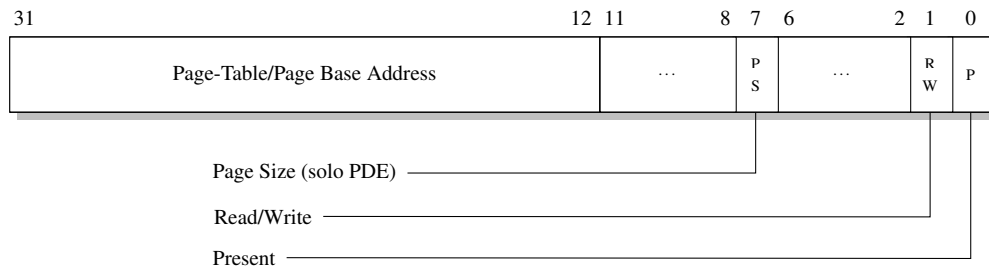 31 12 11 8 7 6 2 1 0
Page-Table/Page Base Address ... P S ... R W P
Page Size (solo PDE)
Read/Write
Present